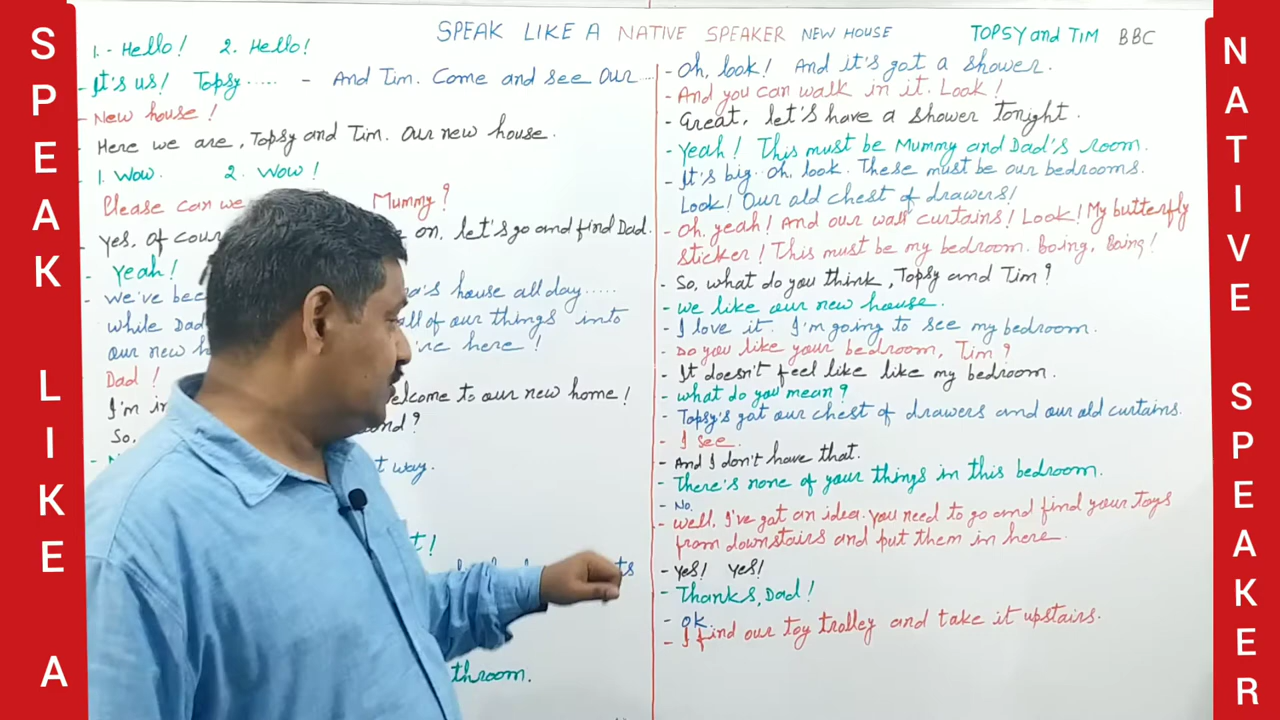 SPEAK LIKE A
SPEAK LIKE A NATIVE SPEAKER NEW HOUSE
TOPSY and TIM BBC
1. - Hello! 2. Hello!
- It's us! Topsy..... - And Tim. Come and see Our...
- New house!
- Here we are, Topsy and Tim. Our new house.
- 1. Wow. 2. Wow!
Please can we Mummy?
- Yes, Of cour on, let's go and find Dad.
- Yeah!
- We've bee house all day.....
while Dad all of our things into
our new h here!
Dad!
I'm in elcome to our new home!
So,
t way.
t!
throom.
- Oh, look! And it's got a shower.
- And you can walk in it. Look!
- Great, let's have a shower tonight.
- Yeah! This must be Mummy and Dad's room.
- It's big. Oh, look. These must be our bedrooms.
Look! Our old chest of drawers!
- Oh, yeah! And our wall curtains! Look! My butterfly
sticker! This must be my bedroom. Boing, Boing!
- So, what do you think, Topsy and Tim?
- We like our new house.
- I love it. I'm going to see my bedroom.
- Do you like your bedroom, Tim?
- It doesn't feel like like my bedroom.
- What do you mean?
- Topsy's got our chest of drawers and our old curtains.
- I see.
- And I don't have that.
- There's none of your things in this bedroom.
- No.
- Well, I've got an idea. You need to go and find your toys
from downstairs and put them in here.
- Yes! Yes!
- Thanks, Dad!
- Ok.
- I find our toy trolley and take it upstairs.
NATIVE SPEAKER